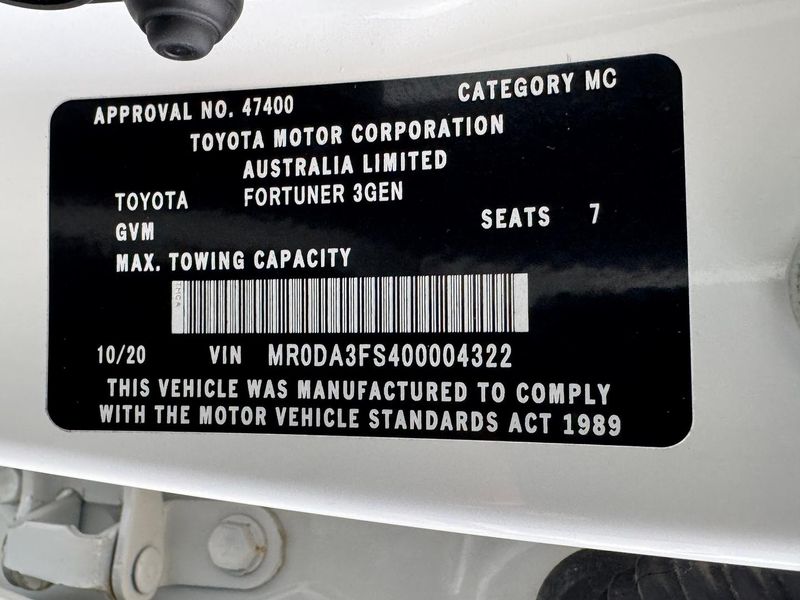 APPROVAL NO. 47400 CATEGORY MC
TOYOTA MOTOR CORPORATION
AUSTRALIA LIMITED
TOYOTA FORTUNER 3GEN
GVM SEATS 7
MAX. TOWING CAPACITY
TMCA
10/20 VIN MR0DA3FS400004322
THIS VEHICLE WAS MANUFACTURED TO COMPLY
WITH THE MOTOR VEHICLE STANDARDS ACT 1989